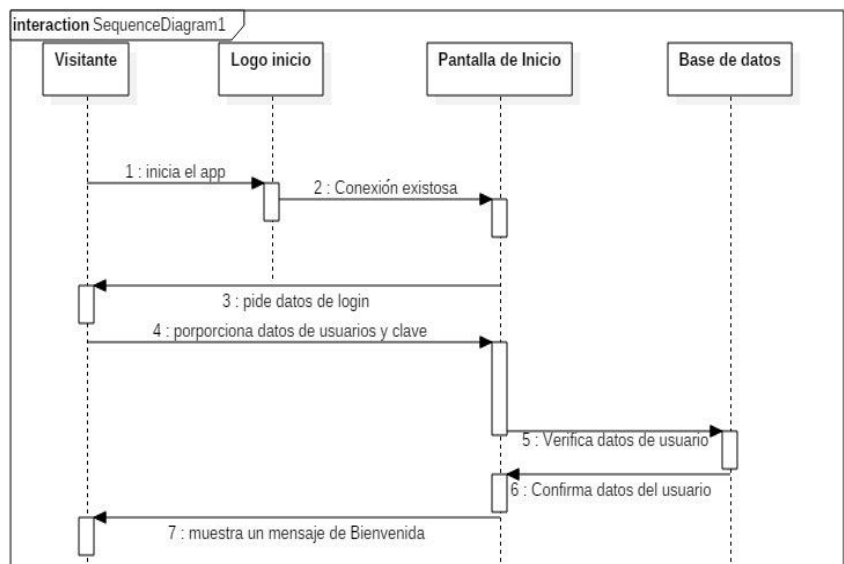 interaction SequenceDiagram1
Visitante
Logo inicio
Pantalla de Inicio
Base de datos
1 : inicia el app
2 : Conexión existosa
3 : pide datos de login
4 : porporciona datos de usuarios y clave
5 : Verifica datos de usuario
6 : Confirma datos del usuario
7 : muestra un mensaje de Bienvenida